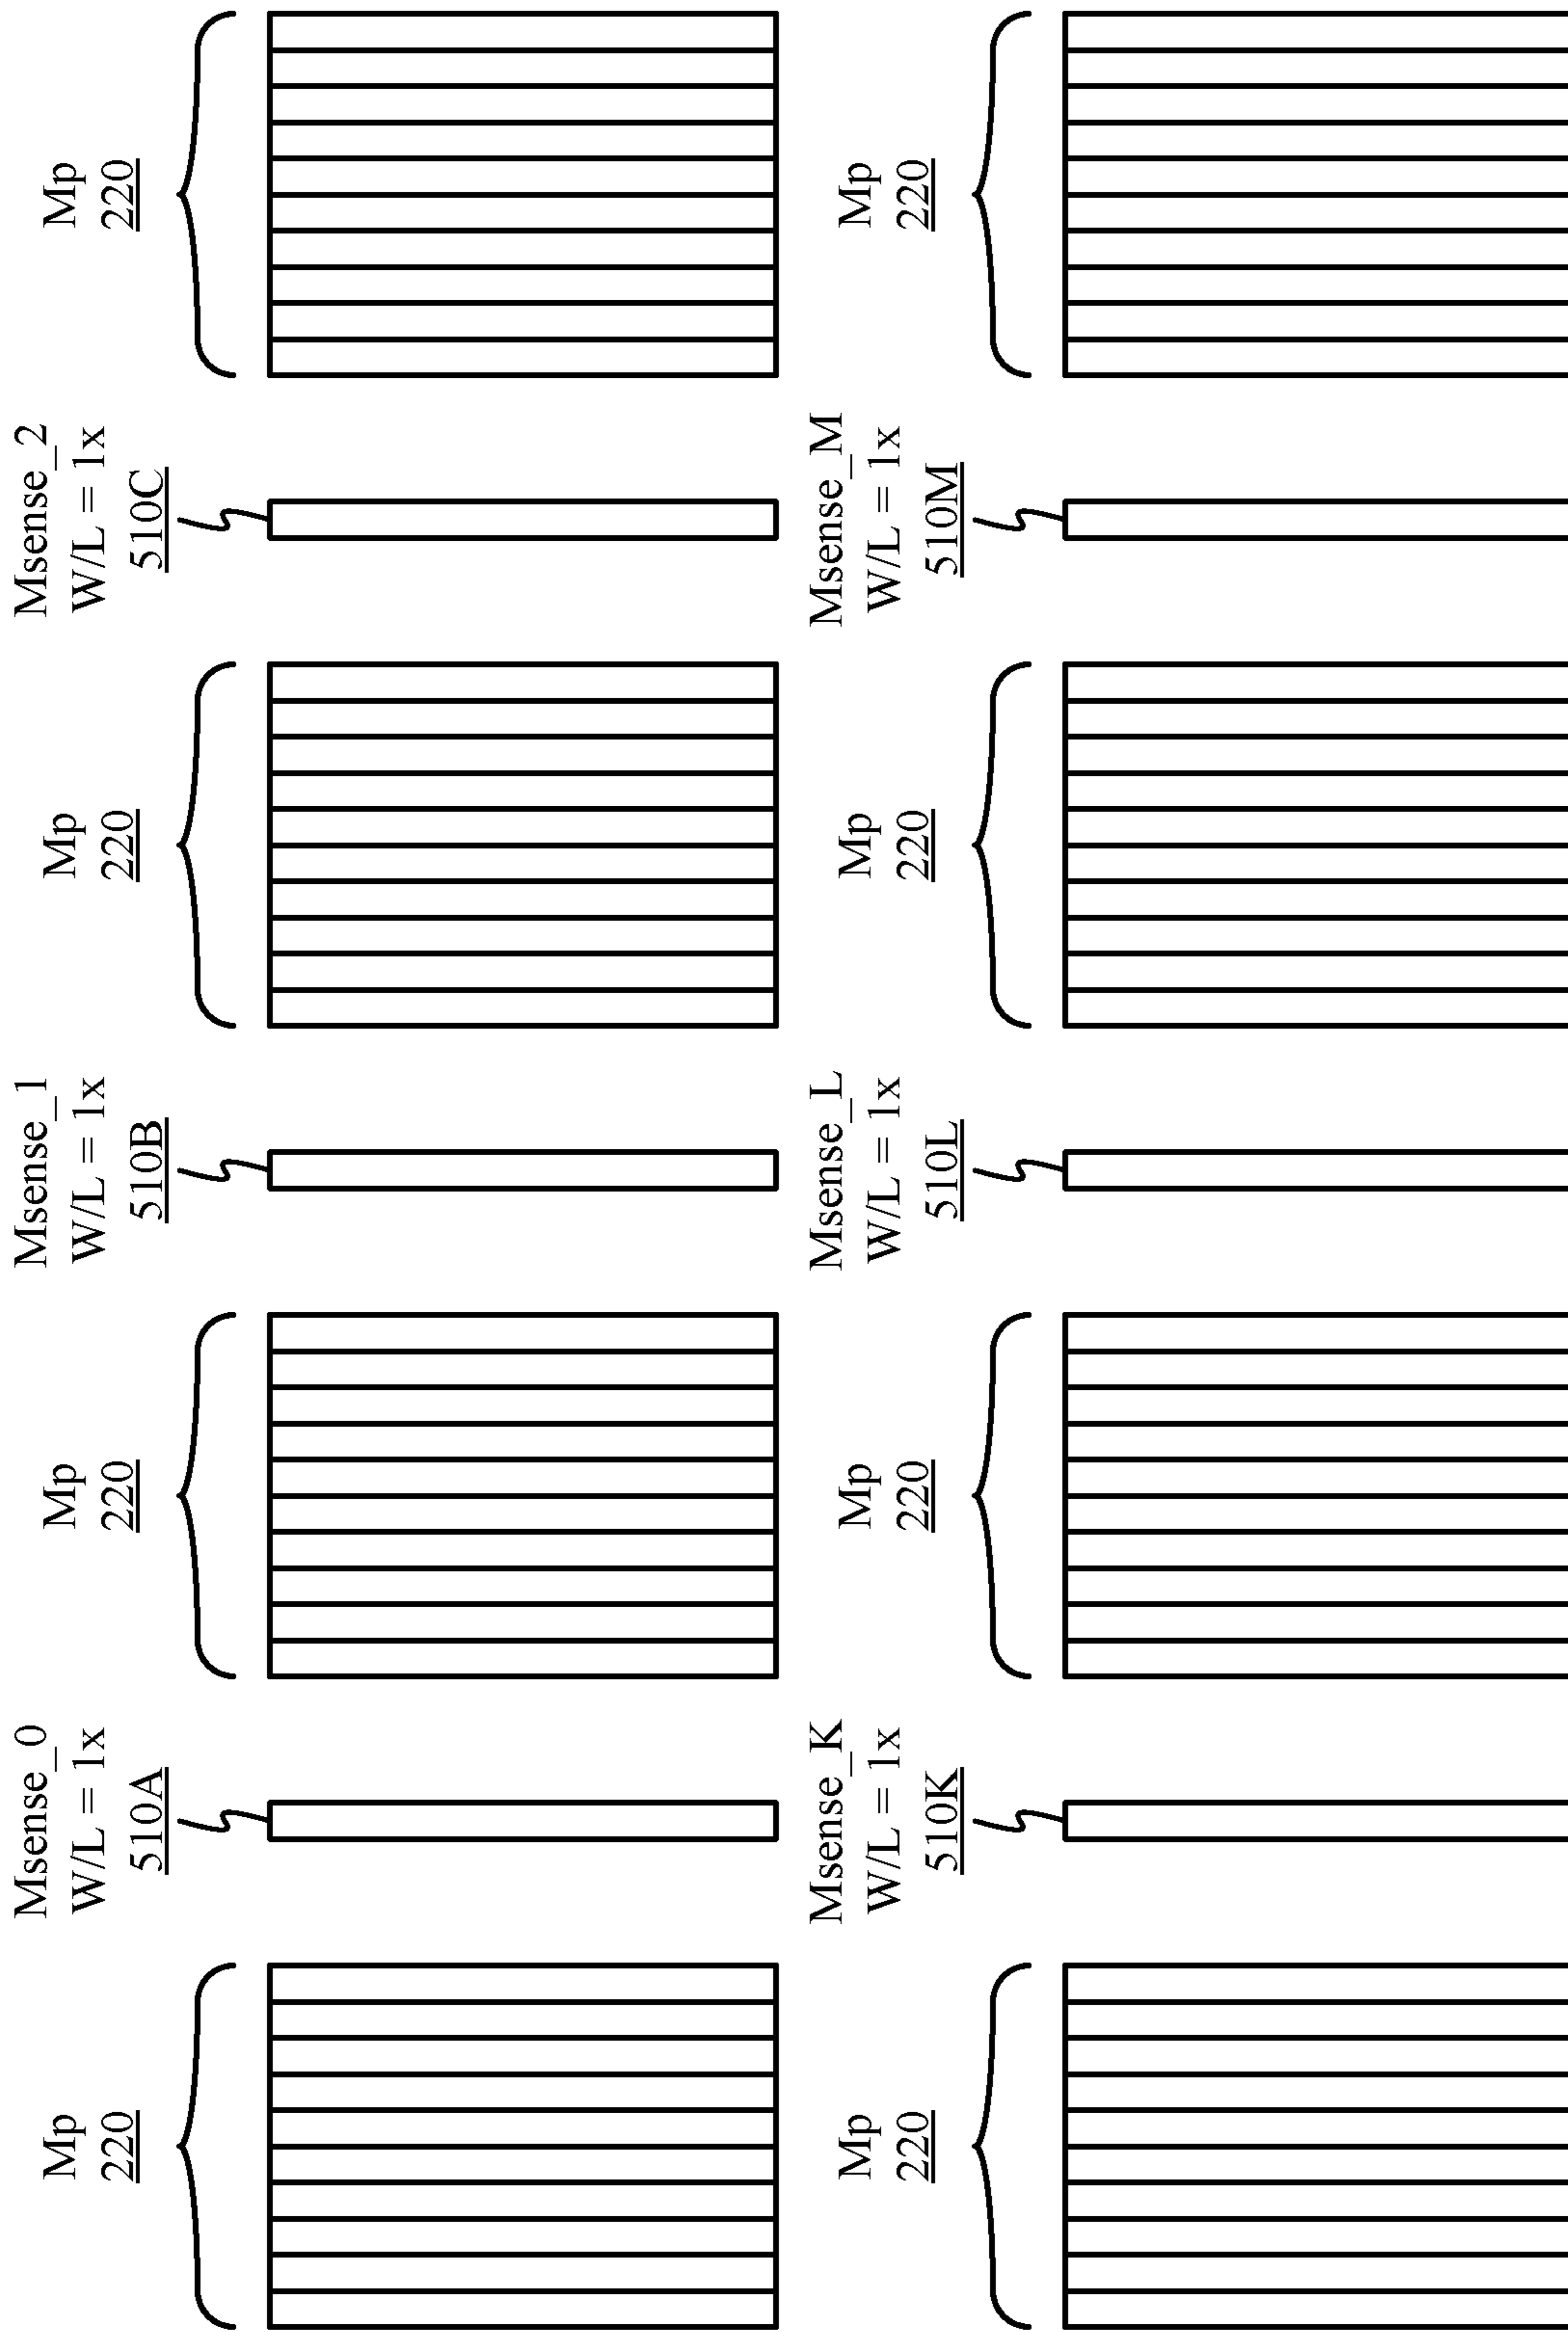 Mp
220
Msense_0
W/L = 1x
510A
Mp
220
Msense_1
W/L = 1x
510B
Mp
220
Msense_2
W/L = 1x
510C
Mp
220
Mp
220
Msense_K
W/L = 1x
510K
Mp
220
Msense_L
W/L = 1x
510L
Mp
220
Msense_M
W/L = 1x
510M
Mp
220